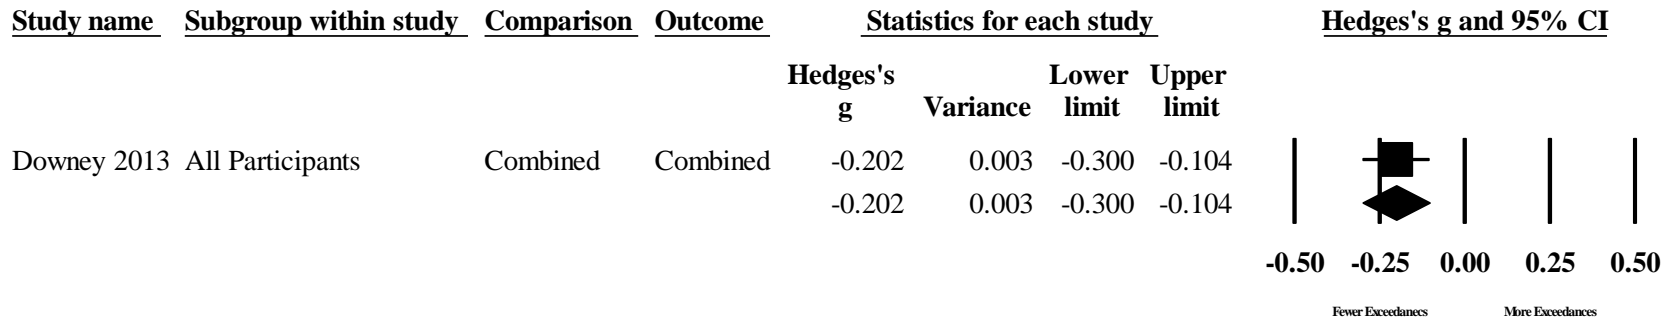 Study name Subgroup within study Comparison Outcome Statistics for each study Hedges's g and 95% CI
Hedges's Lower Upper
g Variance limit limit
Downey 2013 All Participants Combined Combined -0.202 0.003 -0.300 -0.104
-0.202 0.003 -0.300 -0.104
-0.50 -0.25 0.00 0.25 0.50
Fewer Exceedanecs More Exceedances